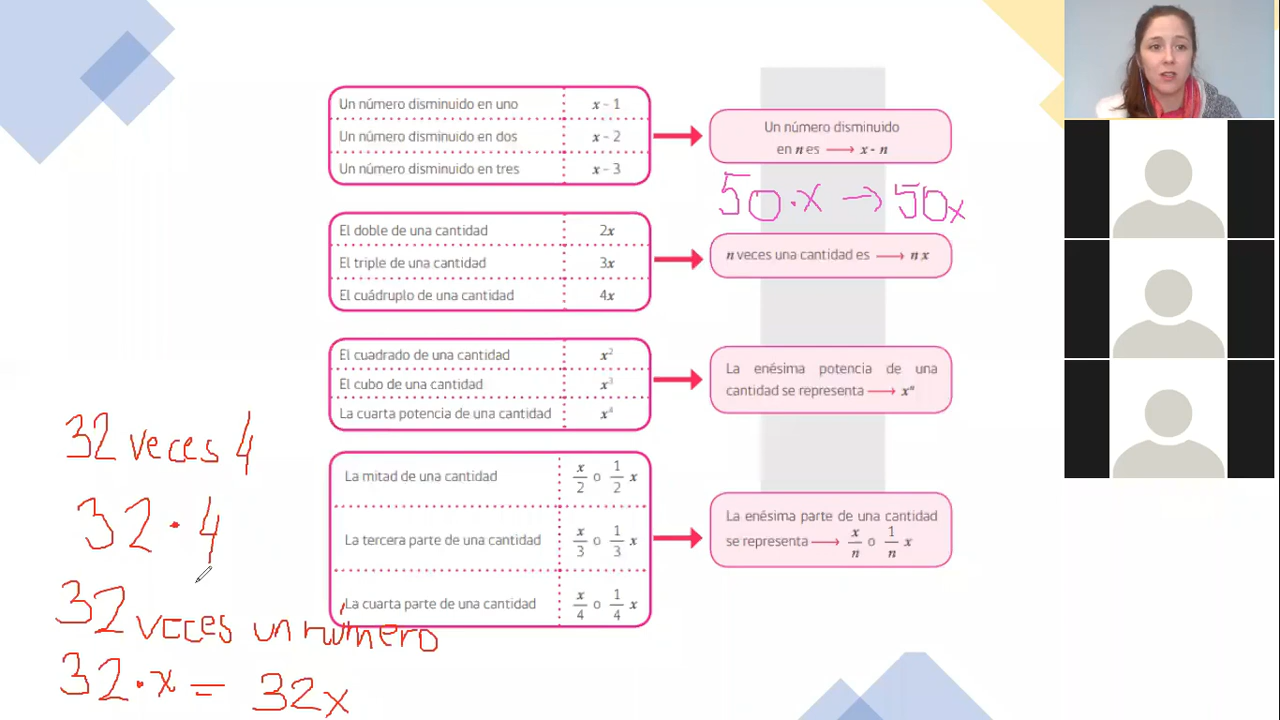 Un número disminuido en uno x - 1
Un número disminuido en dos x - 2
Un número disminuido en tres x - 3
Un número disminuido
en n es ⟶ x - n
50·x → 50x
El doble de una cantidad 2x
El triple de una cantidad 3x
El cuádruplo de una cantidad 4x
n veces una cantidad es ⟶ n x
El cuadrado de una cantidad x²
El cubo de una cantidad x³
La cuarta potencia de una cantidad x⁴
La enésima potencia de una
cantidad se representa ⟶ xⁿ
La mitad de una cantidad x/2 o 1/2 x
La tercera parte de una cantidad x/3 o 1/3 x
La cuarta parte de una cantidad x/4 o 1/4 x
La enésima parte de una cantidad
se representa ⟶ x/n o 1/n x
32 veces 4
32·4
32 veces un número
32·x = 32x